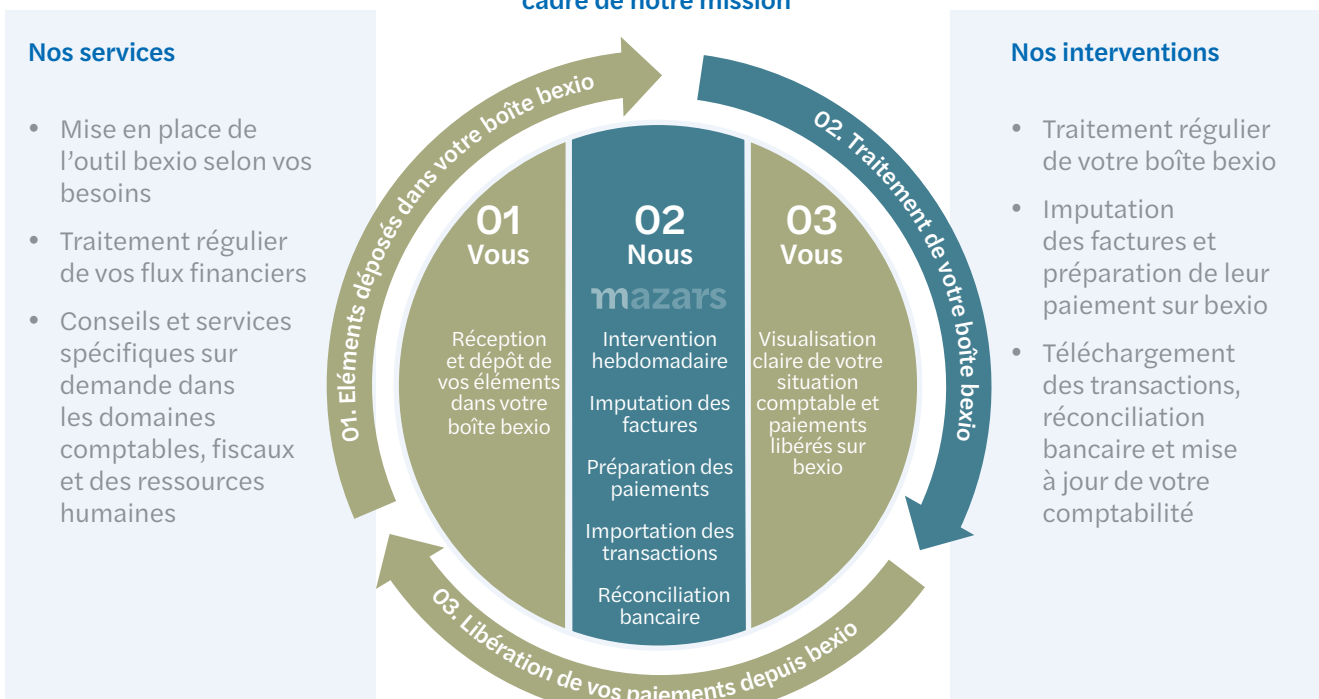 cadre de notre mission
Nos services
• Mise en place de
l’outil bexio selon vos
besoins
• Traitement régulier
de vos flux financiers
• Conseils et services
spécifiques sur
demande dans
les domaines
comptables, fiscaux
et des ressources
humaines
01. Eléments déposés dans votre boîte bexio
02. Traitement de votre boîte bexio
03. Libération de vos paiements depuis bexio
01
Vous
Réception
et dépôt de
vos éléments
dans votre
boîte bexio
02
Nous
mazars
Intervention
hebdomadaire
Imputation des
factures
Préparation des
paiements
Importation des
transactions
Réconciliation
bancaire
03
Vous
Visualisation
claire de votre
situation
comptable et
paiements
libérés sur
bexio
Nos interventions
• Traitement régulier
de votre boîte bexio
• Imputation
des factures et
préparation de leur
paiement sur bexio
• Téléchargement
des transactions,
réconciliation
bancaire et mise
à jour de votre
comptabilité